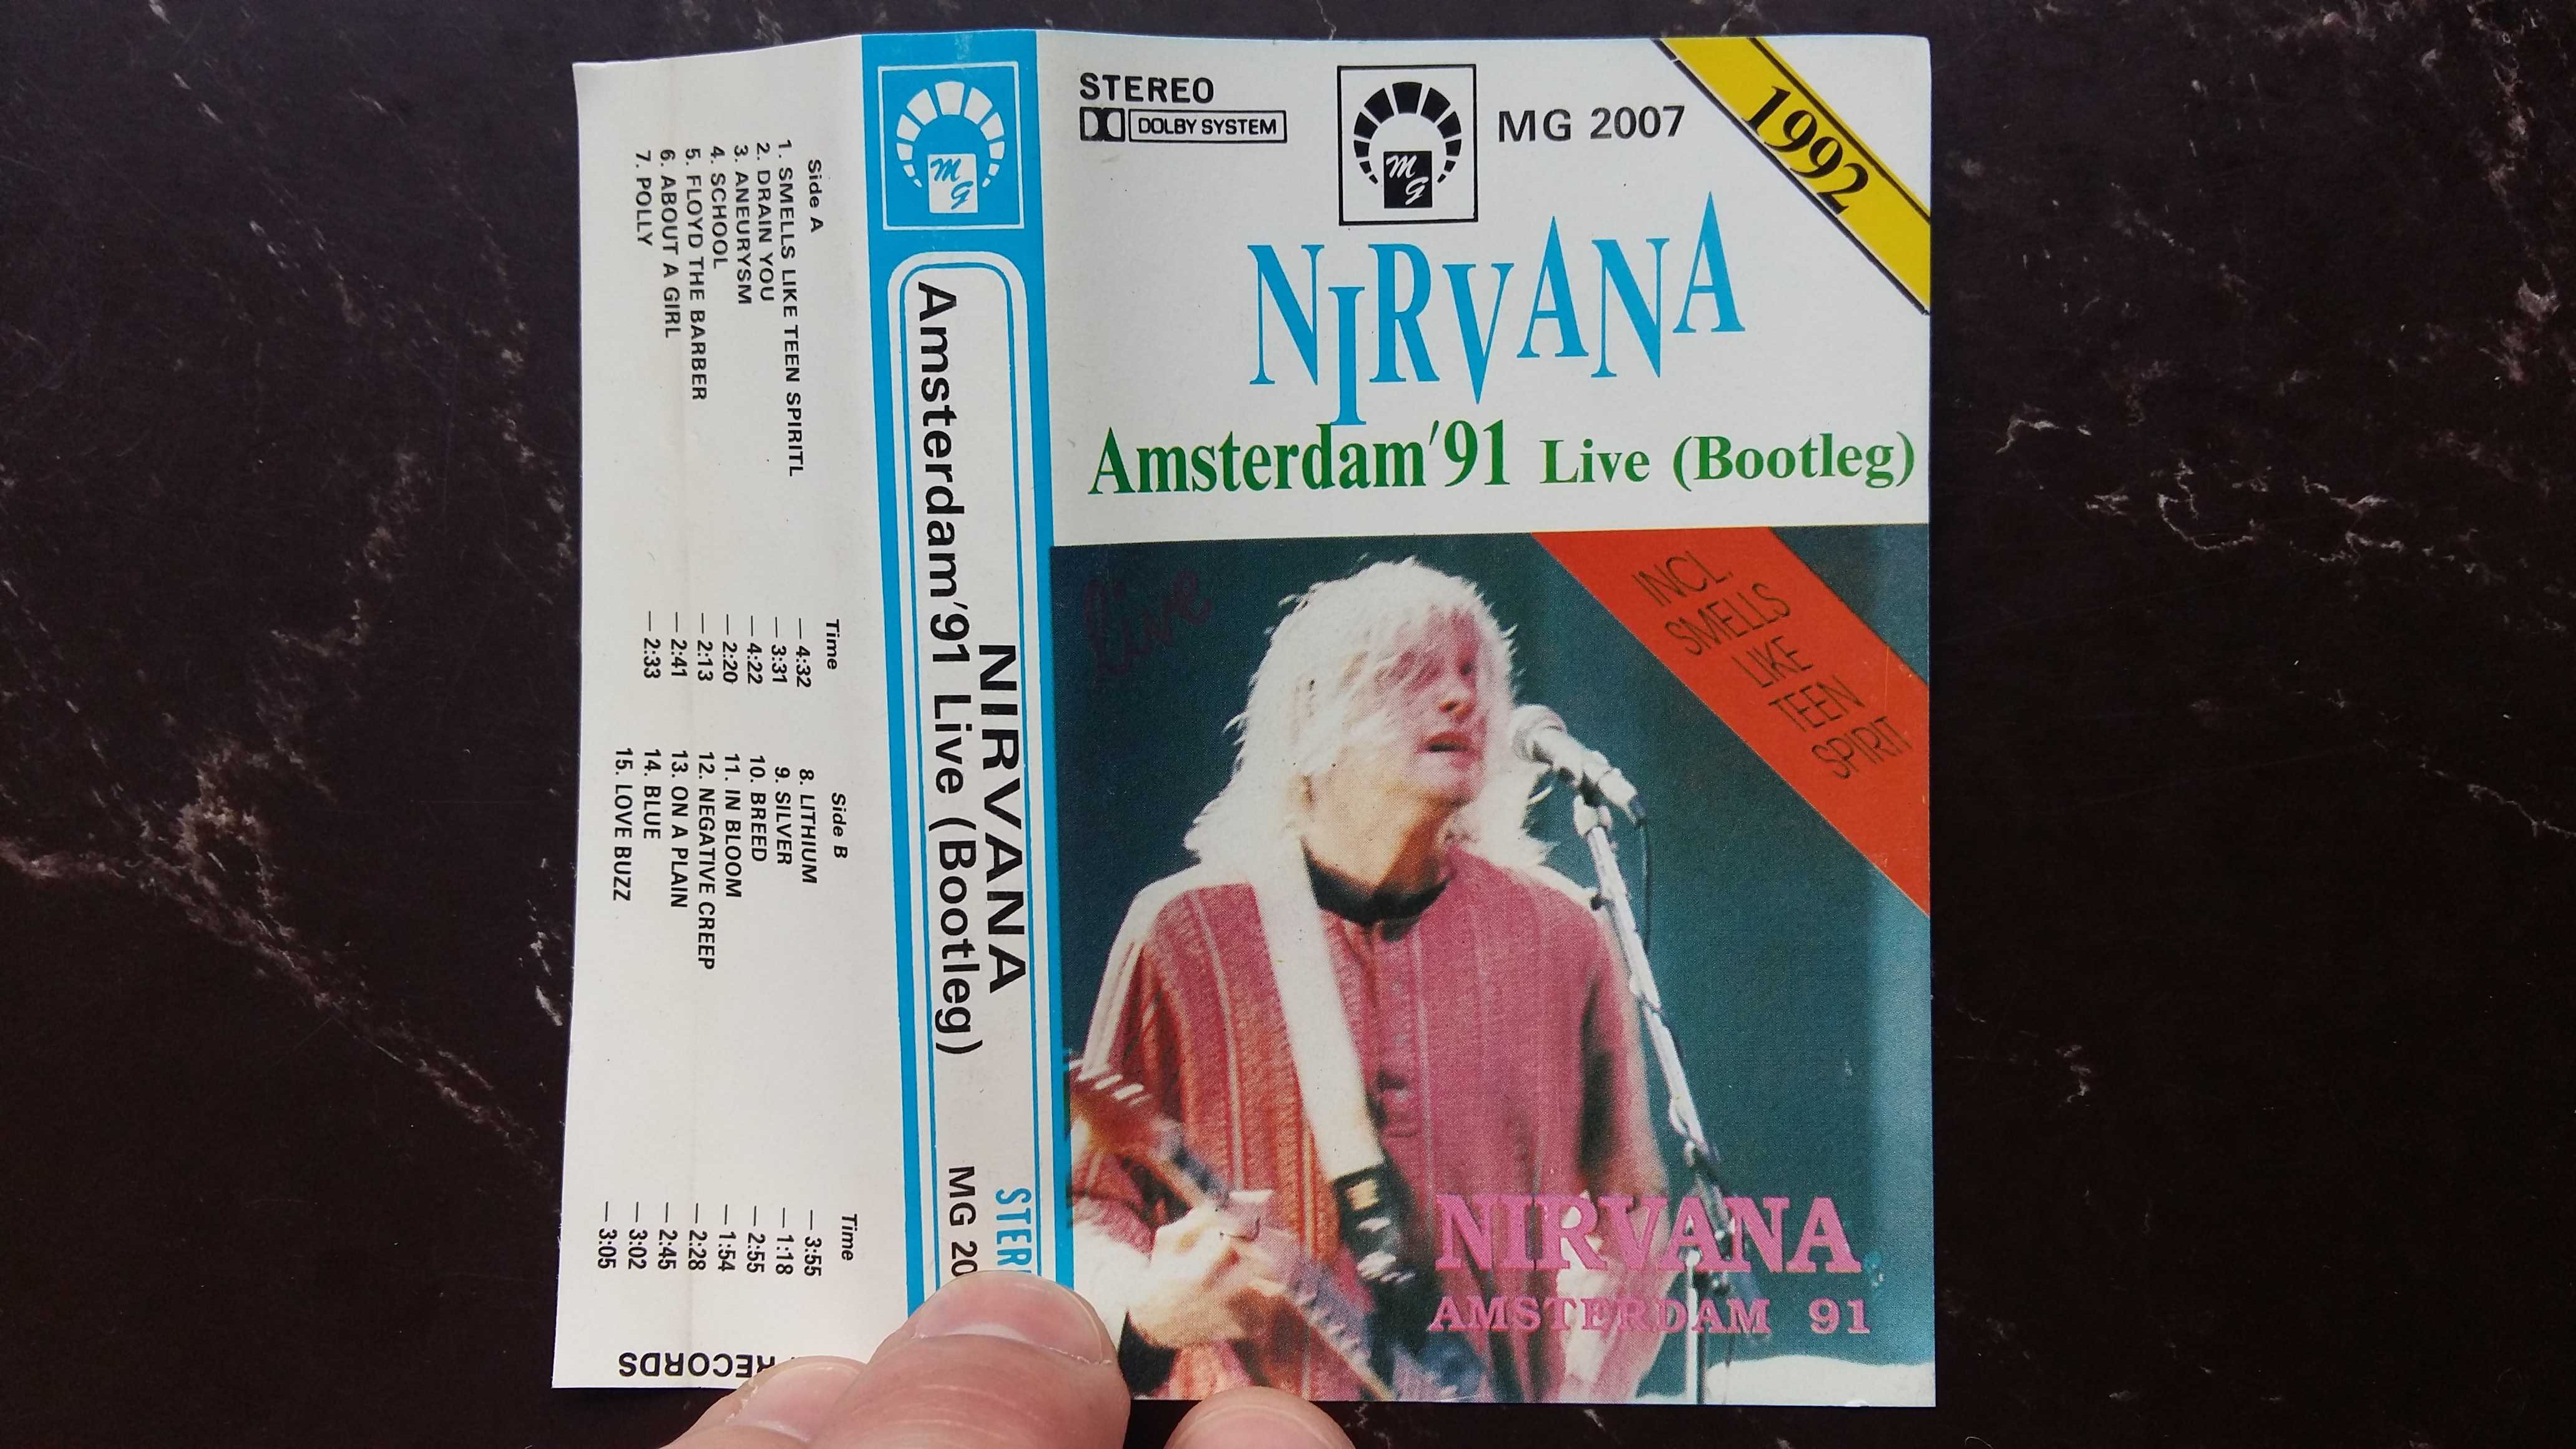 STEREO
DOLBY SYSTEM
MG
MG 2007
1992
NIRVANA
Amsterdam'91 Live (Bootleg)
live
INCL.
SMELLS
LIKE
TEEN
SPIRIT
NIRVANA
AMSTERDAM 91
MG
NIRVANA
Amsterdam'91 Live (Bootleg)
STER
MG 20
Side A Time
1. SMELLS LIKE TEEN SPIRITL — 4:32
2. DRAIN YOU — 3:31
3. ANEURYSM — 4:22
4. SCHOOL — 2:20
5. FLOYD THE BARBER — 2:13
6. ABOUT A GIRL — 2:41
7. POLLY — 2:33
Side B Time
8. LITHIUM — 3:55
9. SILVER — 1:18
10. BREED — 2:55
11. IN BLOOM — 1:54
12. NEGATIVE CREEP — 2:28
13. ON A PLAIN — 2:45
14. BLUE — 3:02
15. LOVE BUZZ — 3:05
RECORDS